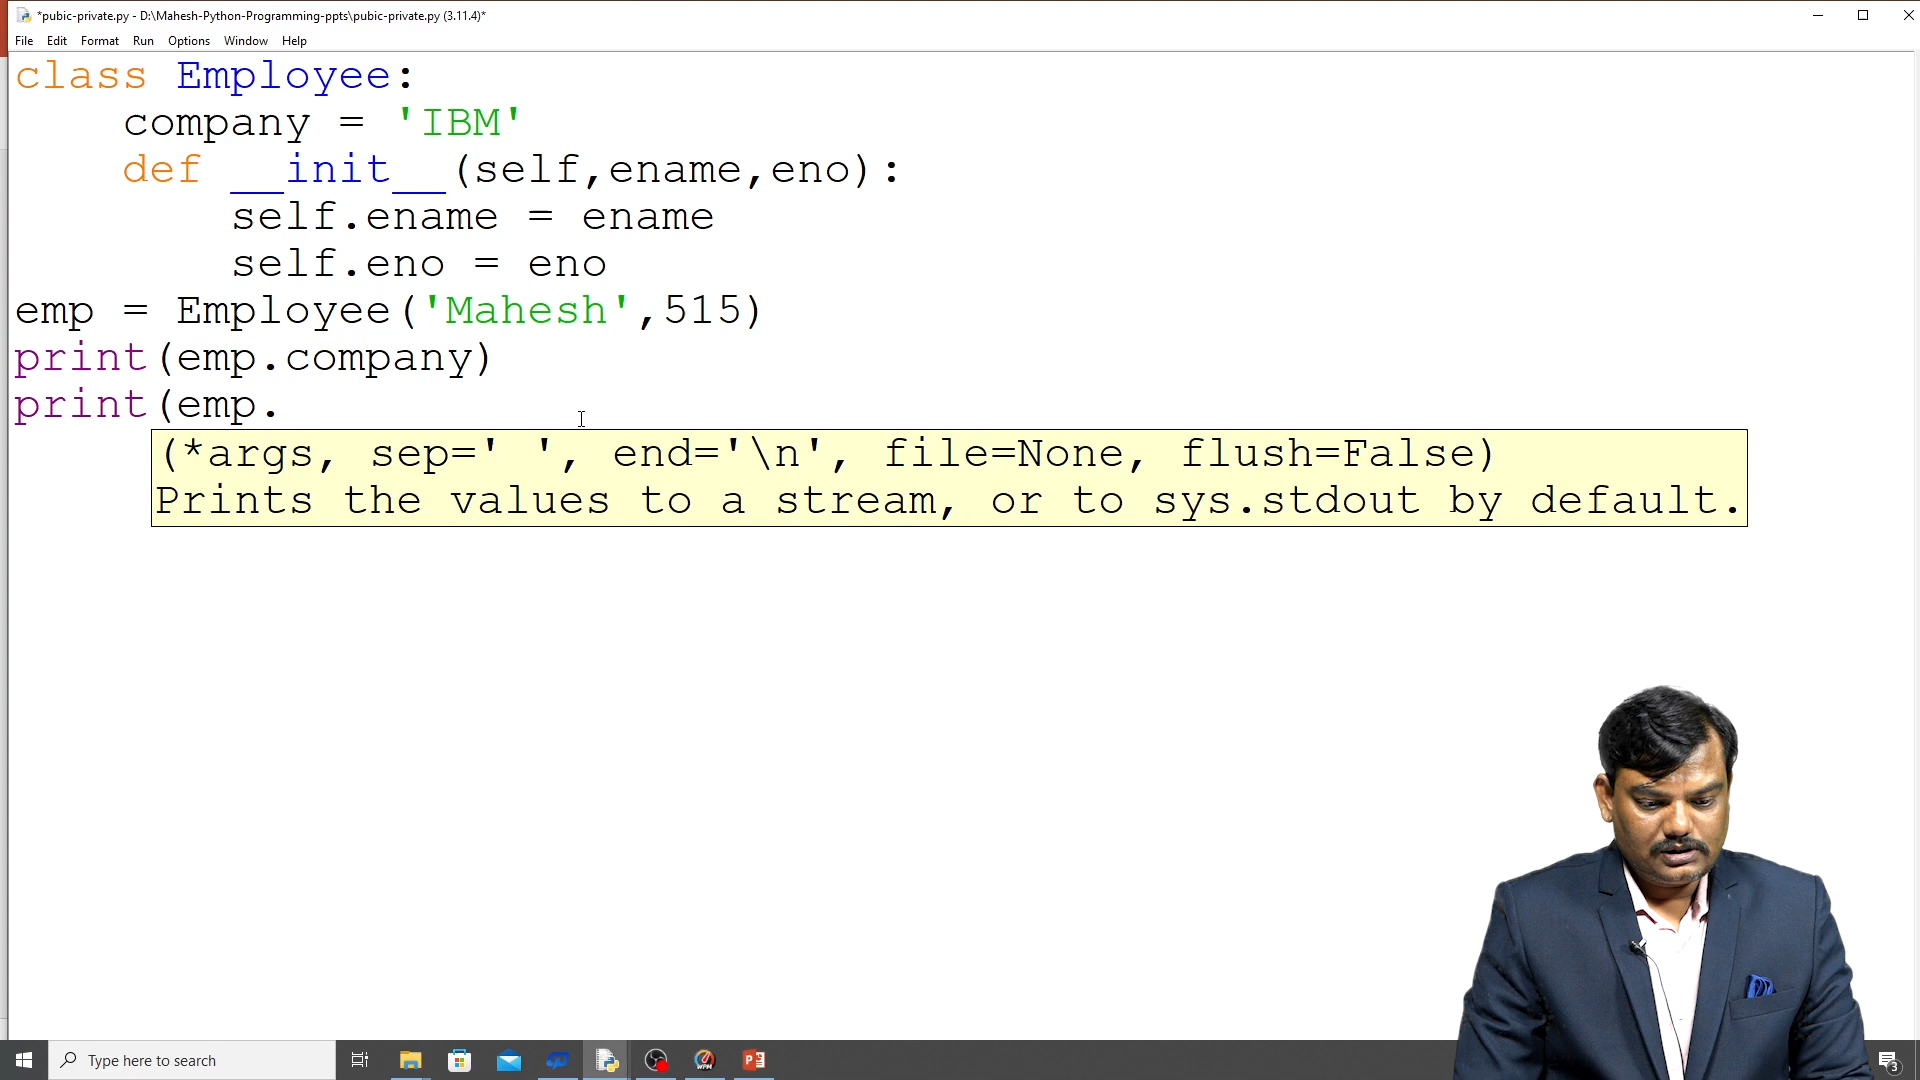 *pubic-private.py - D:\Mahesh-Python-Programming-ppts\pubic-private.py (3.11.4)*
File Edit Format Run Options Window Help
class Employee:
    company = 'IBM'
    def __init__(self,ename,eno):
        self.ename = ename
        self.eno = eno
emp = Employee('Mahesh',515)
print(emp.company)
print(emp.
(*args, sep=' ', end='\n', file=None, flush=False)
Prints the values to a stream, or to sys.stdout by default.
Type here to search
WPM
3